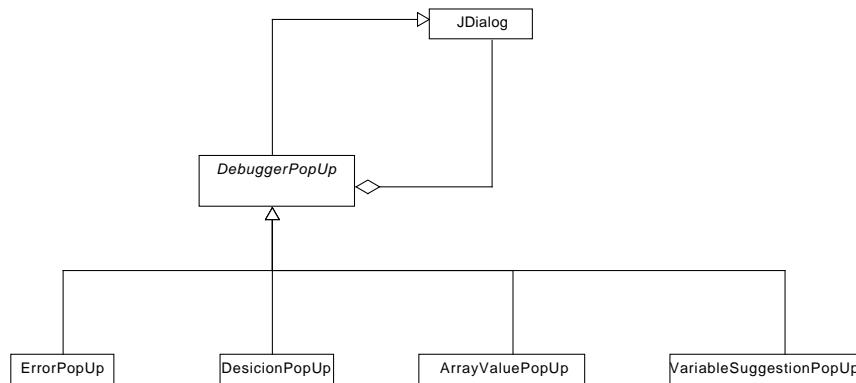 JDialog
DebuggerPopUp
ErrorPopUp
DesicionPopUp
ArrayValuePopUp
VariableSuggestionPopUp